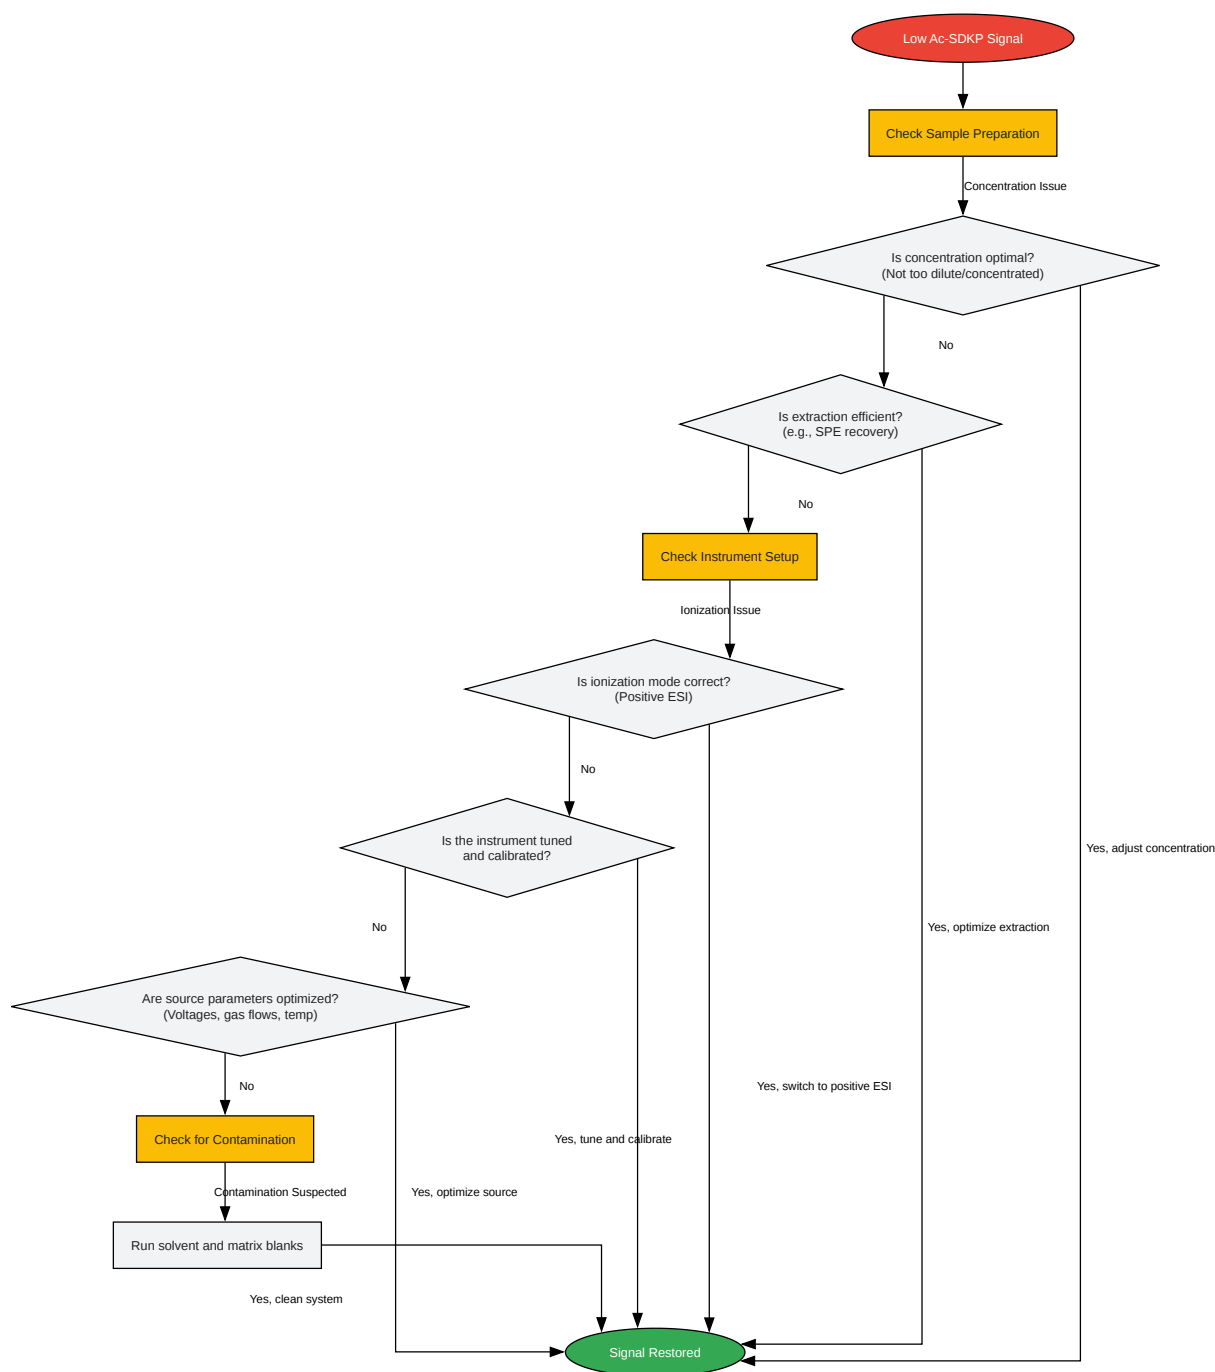 Low Ac-SDKP Signal
Check Sample Preparation
Concentration Issue
Is concentration optimal?
(Not too dilute/concentrated)
No
Is extraction efficient?
(e.g., SPE recovery)
No
Check Instrument Setup
Ionization Issue
Is ionization mode correct?
(Positive ESI)
No
Is the instrument tuned
and calibrated?
Yes, adjust concentration
No
Yes, optimize extraction
Are source parameters optimized?
(Voltages, gas flows, temp)
No
Yes, switch to positive ESI
Check for Contamination
Yes, tune and calibrate
Contamination Suspected
Yes, optimize source
Run solvent and matrix blanks
Yes, clean system
Signal Restored